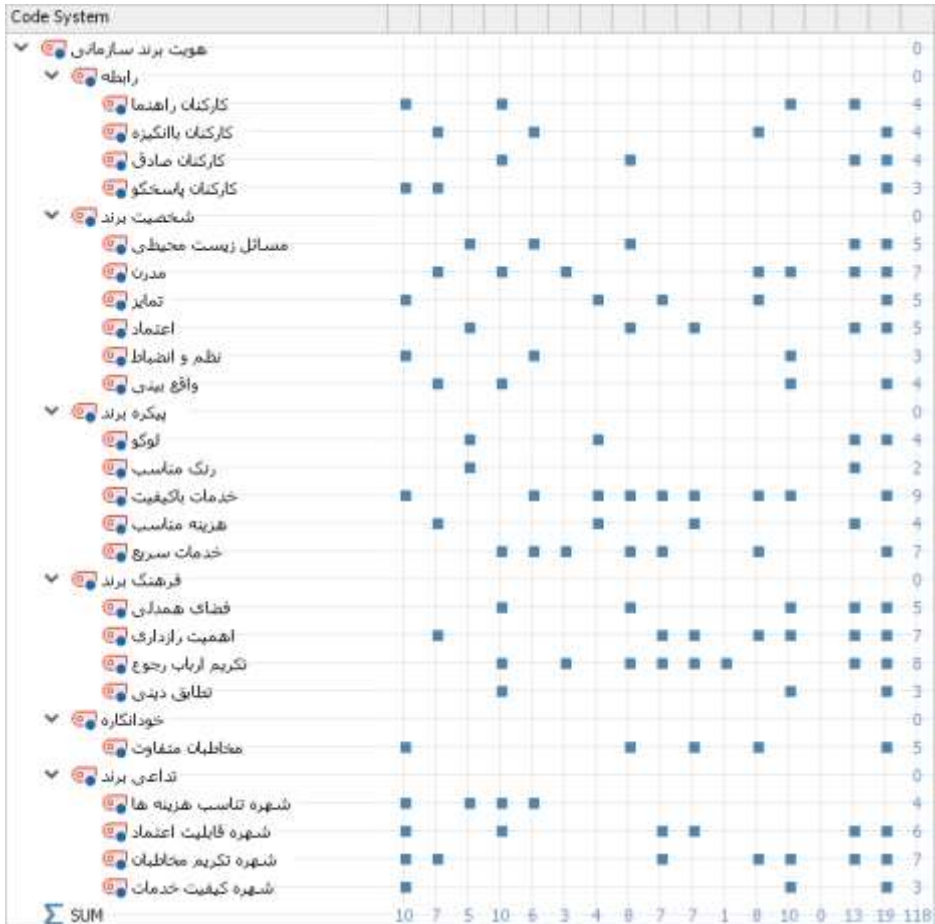 Code System
هویت برند سازمانی 0
رابطه 0
کارکنان راهنما 4
کارکنان باانگیزه 4
کارکنان صادق 4
کارکنان پاسخگو 3
شخصیت برند 0
مسائل زیست محیطی 5
مدرن 7
تمایز 5
اعتماد 5
نظم و انضباط 3
واقع بینی 4
پیکره برند 0
لوگو 4
رنگ مناسب 2
خدمات باکیفیت 9
هزینه مناسب 4
خدمات سریع 7
فرهنگ برند 0
فضای همدلی 5
اهمیت رازداری 7
تکریم ارباب رجوع 8
تطابق دینی 3
خودانگاره 0
مخاطبان متفاوت 5
تداعی برند 0
شهره تناسب هزینه ها 4
شهره قابلیت اعتماد 6
شهره تکریم مخاطبان 7
شهره کیفیت خدمات 3
Σ SUM 10 7 5 10 6 3 4 8 7 7 1 8 10 0 13 19 118